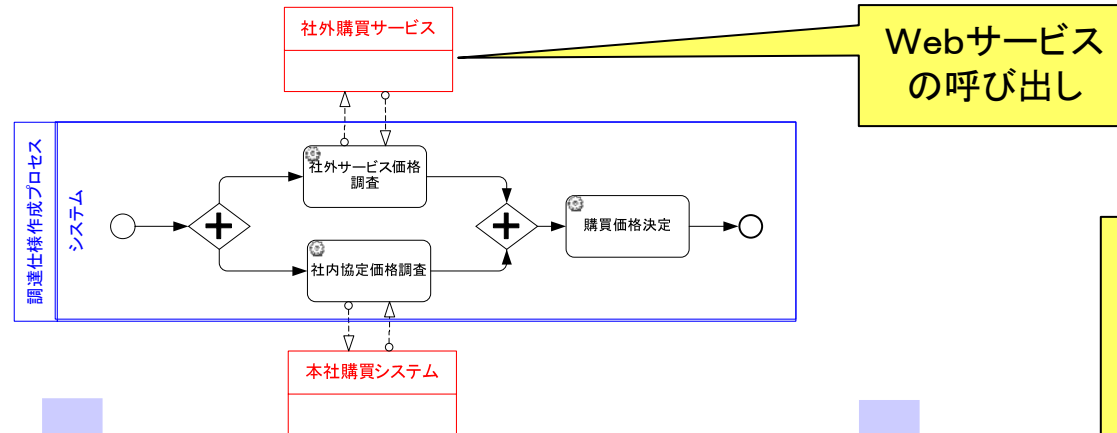 社外購買サービス
Webサービス
の呼び出し
調達仕様作成プロセス
システム
社外サービス価格
調査
購買価格決定
社内協定価格調査
本社購買システム